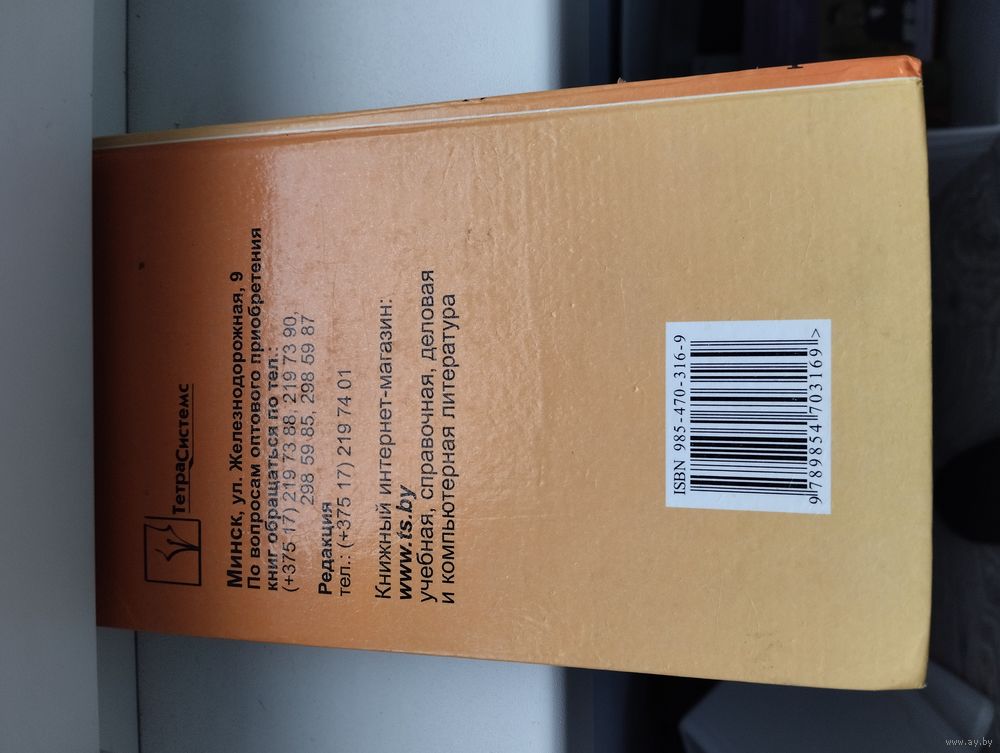 ТетраСистемс
Минск, ул. Железнодорожная, 9
По вопросам оптового приобретения
книг обращаться по тел.:
(+375 17) 219 73 88, 219 73 90,
298 59 85, 298 59 87
Редакция
тел.: (+375 17) 219 74 01
Книжный интернет-магазин:
www.ts.by
учебная, справочная, деловая
и компьютерная литература
ISBN 985-470-316-9
9 789854 703169 >
www.ay.by